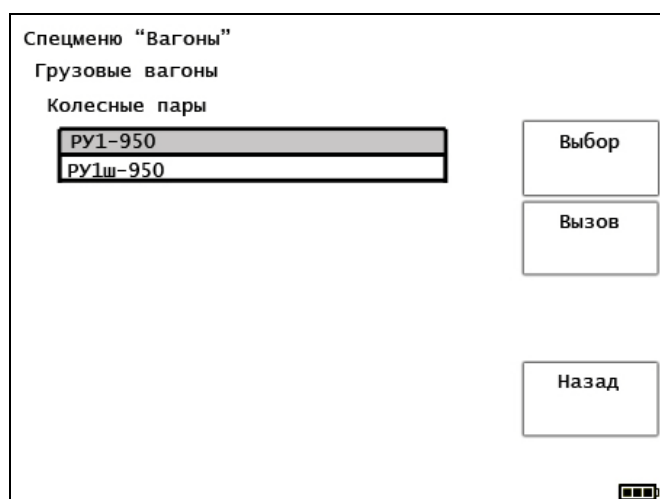 Спецменю “Вагоны”
Грузовые вагоны
Колесные пары
РУ1-950
РУ1ш-950
Выбор
Вызов
Назад